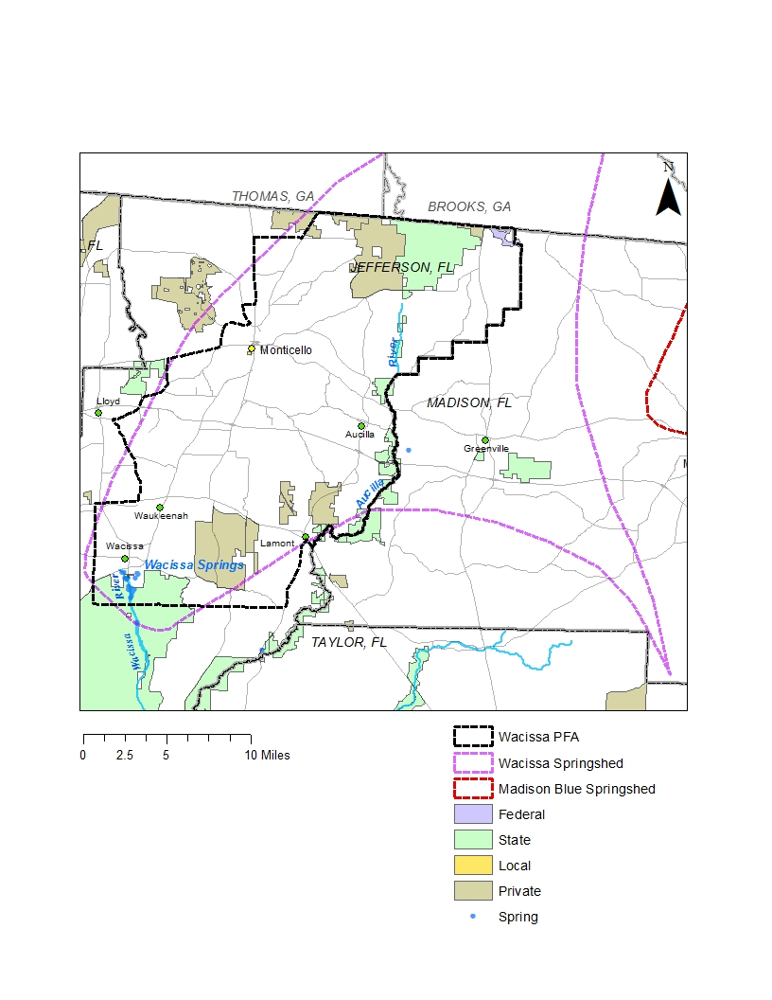 N
THOMAS, GA
BROOKS, GA
FL
JEFFERSON, FL
River
Monticello
MADISON, FL
Lloyd
Aucilla
Greenville
Aucilla
Waukeenah
Lamont
Wacissa
Wacissa Springs
River
Wacissa
TAYLOR, FL
0 2.5 5 10 Miles
Wacissa PFA
Wacissa Springshed
Madison Blue Springshed
Federal
State
Local
Private
Spring